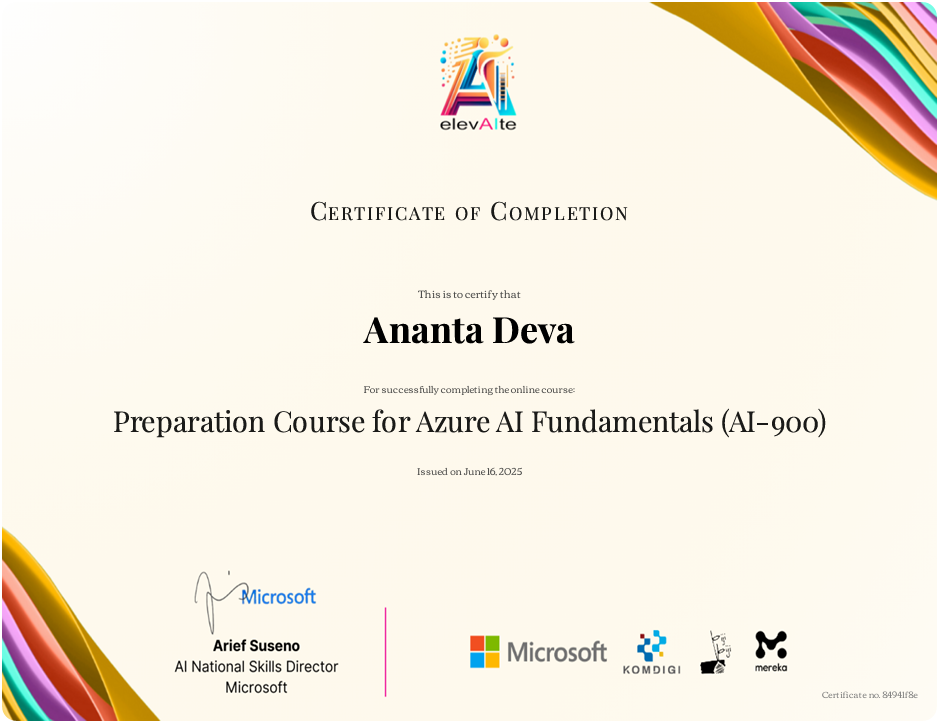 elevAIte
Certificate of Completion
This is to certify that
Ananta Deva
For successfully completing the online course:
Preparation Course for Azure AI Fundamentals (AI-900)
Issued on June 16, 2025
Microsoft
Arief Suseno
AI National Skills Director
Microsoft
Microsoft
KOMDIGI
mereka
Certificate no. 84941f8e